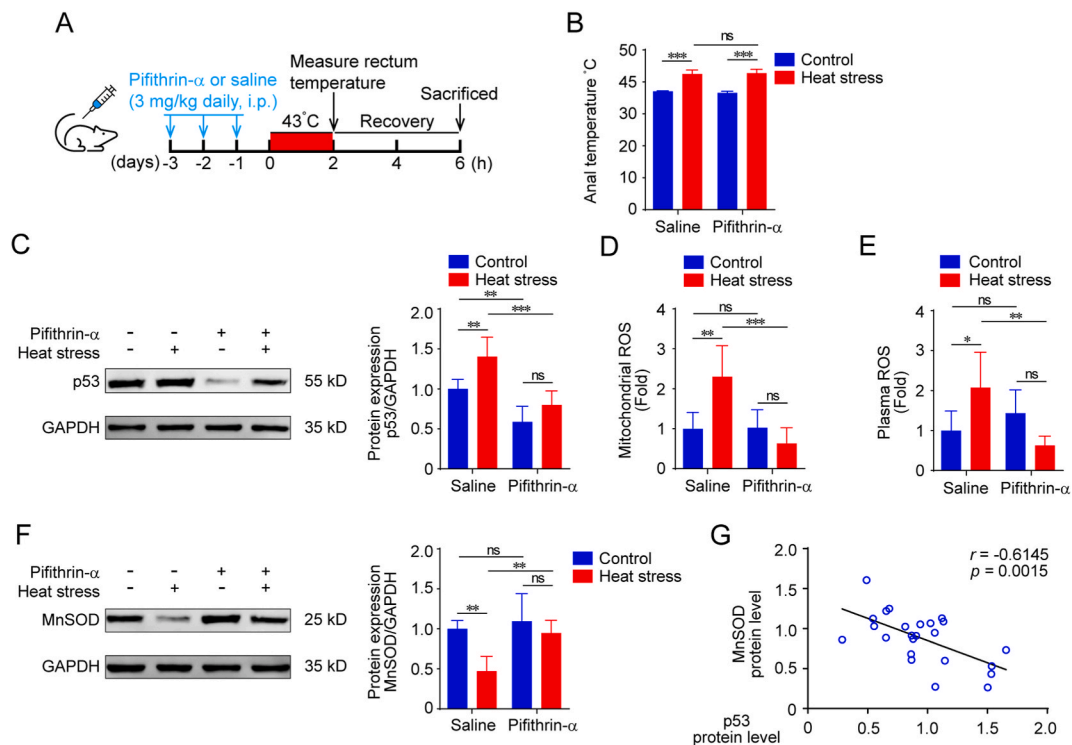 A
Pifithrin-α or saline
(3 mg/kg daily, i.p.)
Measure rectum
temperature
Sacrificed
43°C
Recovery
(days) -3 -2 -1 0 2 4 6 (h)
B
Control
Heat stress
Anal temperature °C
50
45
30
15
0
*** *** ns
Saline Pifithrin-α
C
Pifithrin-α - - + +
Heat stress - + - +
p53 55 kD
GAPDH 35 kD
Control
Heat stress
Protein expression
p53/GAPDH
2.0
1.5
1.0
0.5
0
**
***
** ns
Saline Pifithrin-α
D
Control
Heat stress
Mitochondrial ROS
(Fold)
4
3
2
1
0
ns
***
** ns
Saline Pifithrin-α
E
Control
Heat stress
Plasma ROS
(Fold)
4
3
2
1
0
ns
**
* ns
Saline Pifithrin-α
F
Pifithrin-α - - + +
Heat stress - + - +
MnSOD 25 kD
GAPDH 35 kD
Control
Heat stress
Protein expression
MnSOD/GAPDH
2.0
1.5
1.0
0.5
0
ns
**
** ns
Saline Pifithrin-α
G
r = -0.6145
p = 0.0015
MnSOD
protein level
2.0
1.5
1.0
0.5
0
0 0.5 1.0 1.5 2.0
p53
protein level